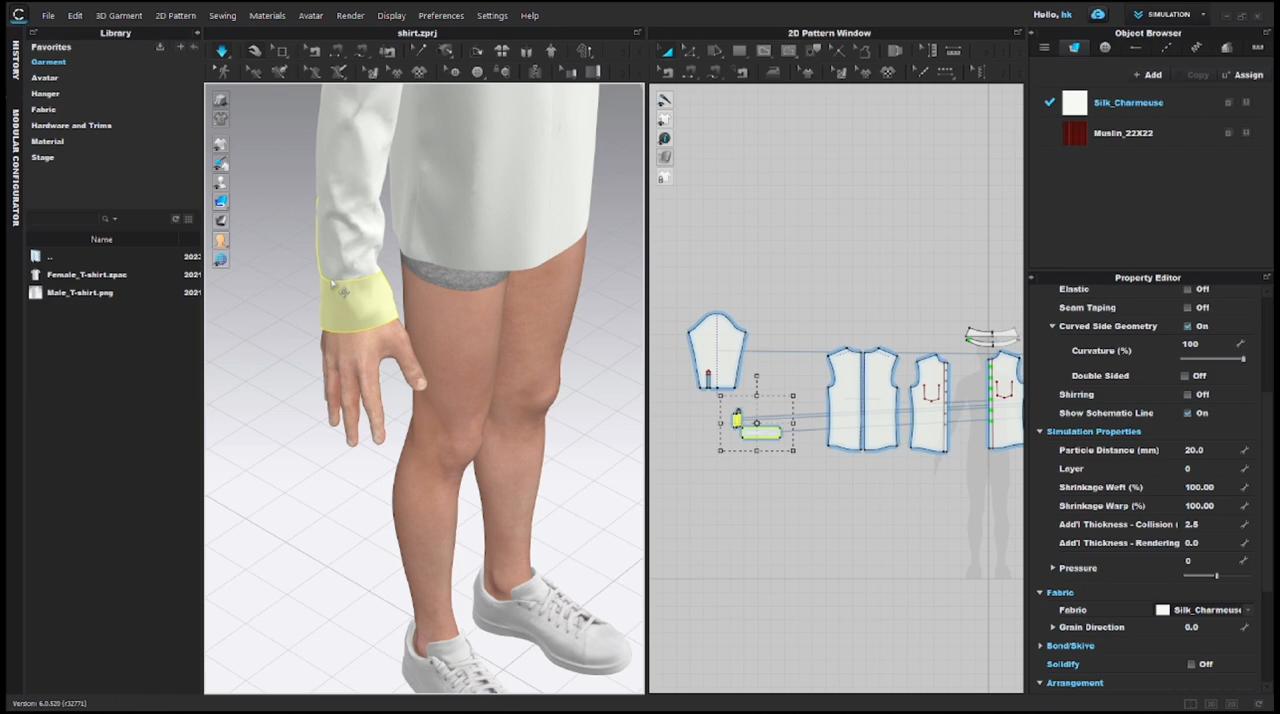 C File Edit 3D Garment 2D Pattern Sewing Materials Avatar Render Display Preferences Settings Help Hello, hk SIMULATION
Library shirt.zprj 2D Pattern Window Object Browser
HISTORY
MODULAR CONFIGURATOR
Favorites
Garment
Avatar
Hanger
Fabric
Hardware and Trims
Material
Stage
Name
.. 202
Female_T-shirt.zpac 2021
Male_T-shirt.png 2021
+ Add Copy Assign
Silk_Charmeuse
Muslin_22X22
Property Editor
Elastic Off
Seam Taping Off
Curved Side Geometry On
Curvature (%) 100
Double Sided Off
Shirring Off
Show Schematic Line On
Simulation Properties
Particle Distance (mm) 20.0
Layer 0
Shrinkage Weft (%) 100.00
Shrinkage Warp (%) 100.00
Add'l Thickness - Collision ( 2.5
Add'l Thickness - Rendering 0.0
Pressure 0
Fabric
Fabric Silk_Charmeuse
Grain Direction 0.0
Bond/Skive
Solidify Off
Arrangement
Version: 6.0.520 (r32771)